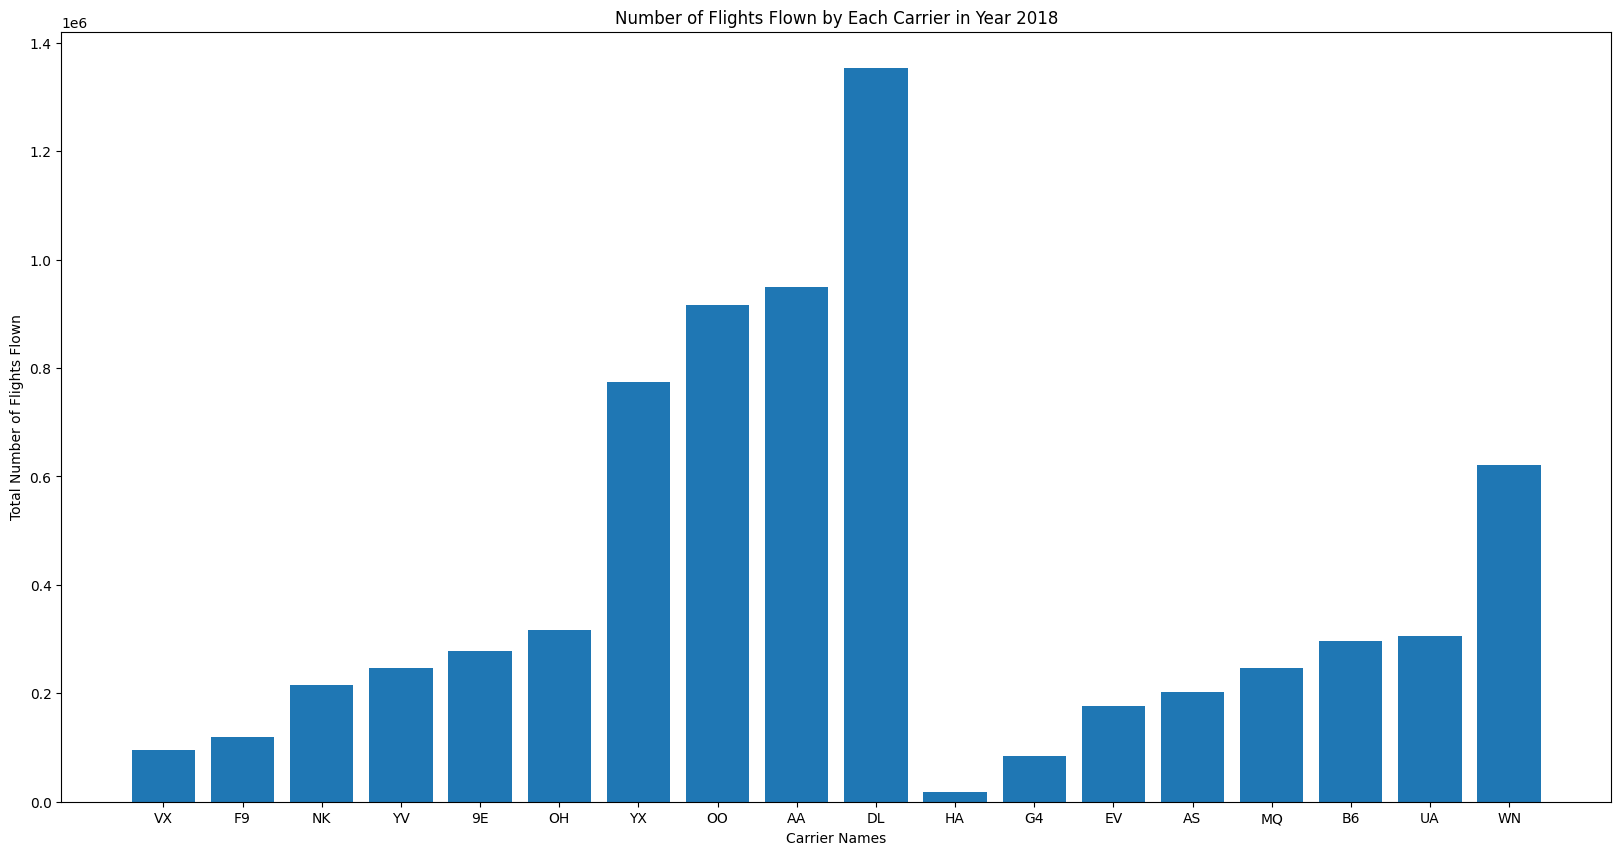 Number of Flights Flown by Each Carrier in Year 2018
1e6
1.4
1.2
1.0
0.8
0.6
0.4
0.2
0.0
Total Number of Flights Flown
VX F9 NK YV 9E OH YX OO AA DL HA G4 EV AS MQ B6 UA WN
Carrier Names